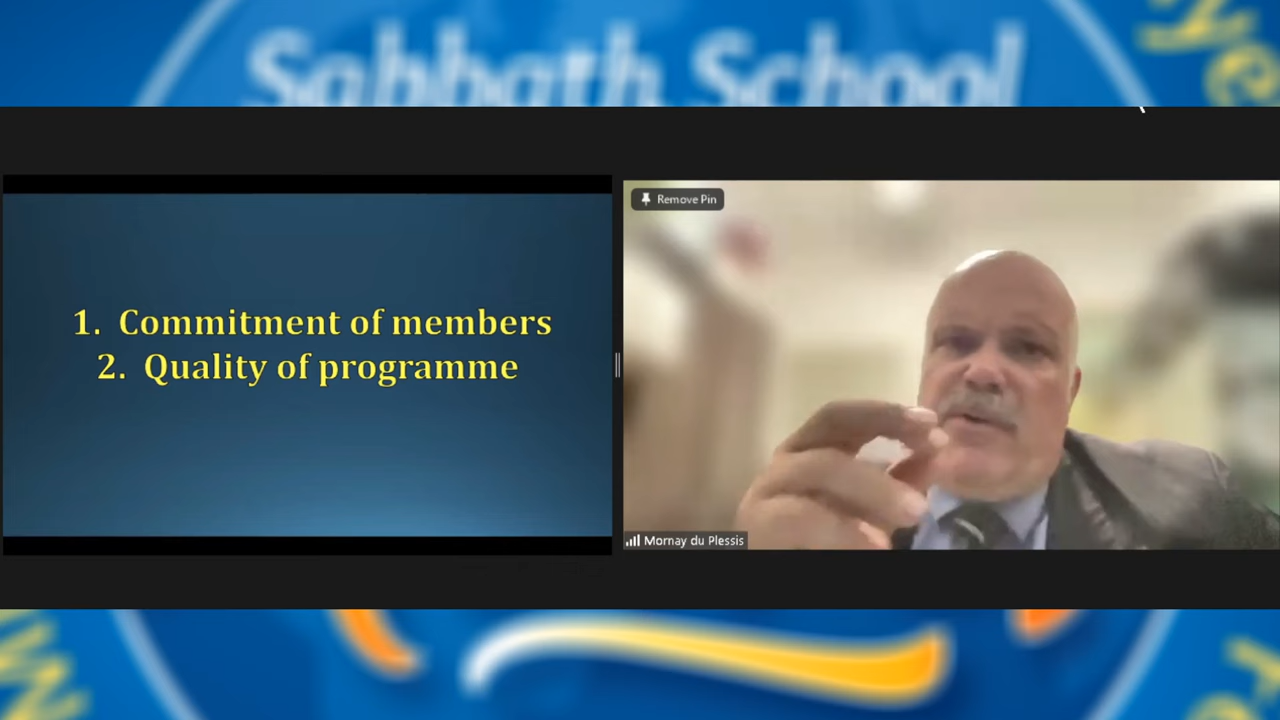 Sabbath School
Remove Pin
1. Commitment of members
2. Quality of programme
Mornay du Plessis